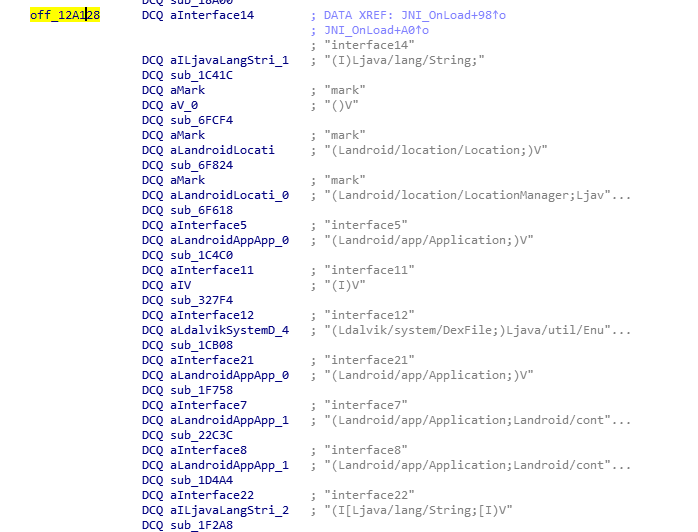 DCQ sub_18A00
off_12A128 DCQ aInterface14 ; DATA XREF: JNI_OnLoad+98↑o
; JNI_OnLoad+A0↑o
; "interface14"
DCQ aILjavaLangStri_1 ; "(I)Ljava/lang/String;"
DCQ sub_1C41C
DCQ aMark ; "mark"
DCQ aV_0 ; "()V"
DCQ sub_6FCF4
DCQ aMark ; "mark"
DCQ aLandroidLocati ; "(Landroid/location/Location;)V"
DCQ sub_6F824
DCQ aMark ; "mark"
DCQ aLandroidLocati_0 ; "(Landroid/location/LocationManager;Ljav"...
DCQ sub_6F618
DCQ aInterface5 ; "interface5"
DCQ aLandroidAppApp_0 ; "(Landroid/app/Application;)V"
DCQ sub_1C4C0
DCQ aInterface11 ; "interface11"
DCQ aIV ; "(I)V"
DCQ sub_327F4
DCQ aInterface12 ; "interface12"
DCQ aLdalvikSystemD_4 ; "(Ldalvik/system/DexFile;)Ljava/util/Enu"...
DCQ sub_1CB08
DCQ aInterface21 ; "interface21"
DCQ aLandroidAppApp_0 ; "(Landroid/app/Application;)V"
DCQ sub_1F758
DCQ aInterface7 ; "interface7"
DCQ aLandroidAppApp_1 ; "(Landroid/app/Application;Landroid/cont"...
DCQ sub_22C3C
DCQ aInterface8 ; "interface8"
DCQ aLandroidAppApp_1 ; "(Landroid/app/Application;Landroid/cont"...
DCQ sub_1D4A4
DCQ aInterface22 ; "interface22"
DCQ aILjavaLangStri_2 ; "(I[Ljava/lang/String;[I)V"
DCQ sub_1F2A8